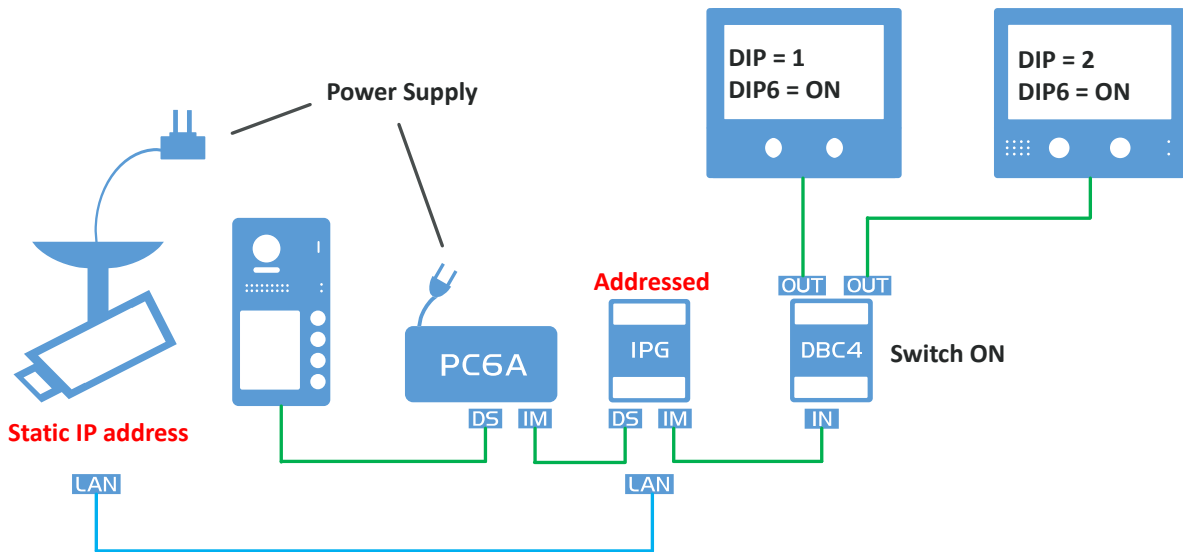 DIP = 1
DIP6 = ON
DIP = 2
DIP6 = ON
Power Supply
Addressed
OUT
OUT
PC6A
IPG
DBC4
Switch ON
DS
IM
DS
IM
IN
Static IP address
LAN
LAN